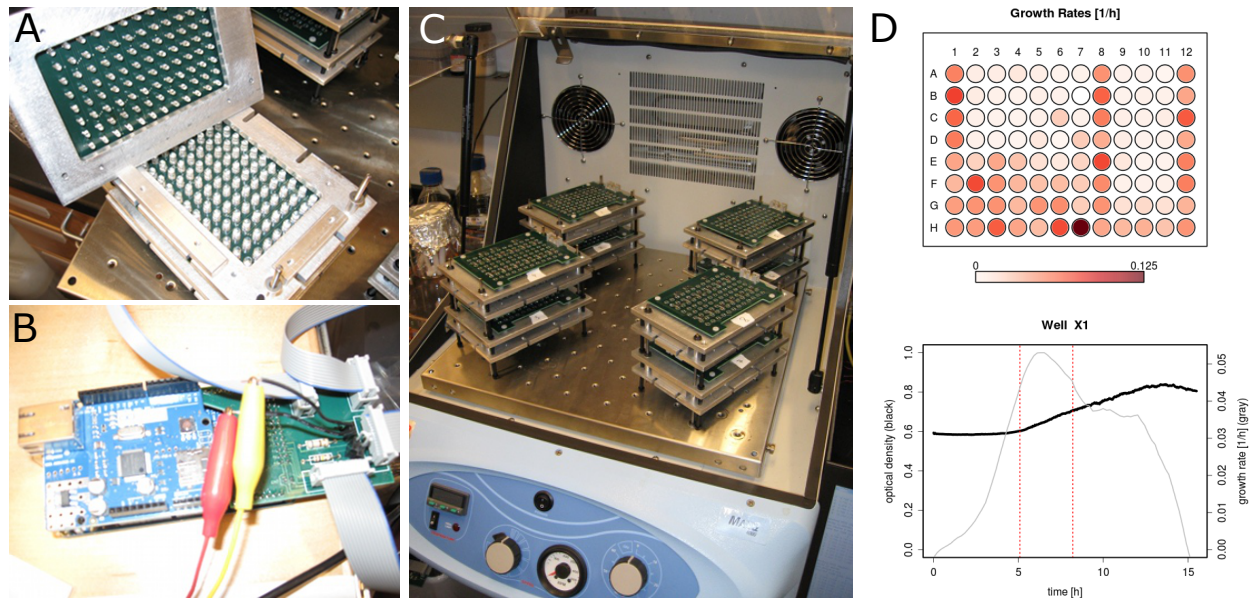 A
B
C
D
Growth Rates [1/h]
1 2 3 4 5 6 7 8 9 10 11 12
A
B
C
D
E
F
G
H
0 0.125
Well X1
optical density (black)
0.0 0.2 0.4 0.6 0.8 1.0
growth rate [1/h] (gray)
0.00 0.01 0.02 0.03 0.04 0.05
0 5 10 15
time [h]